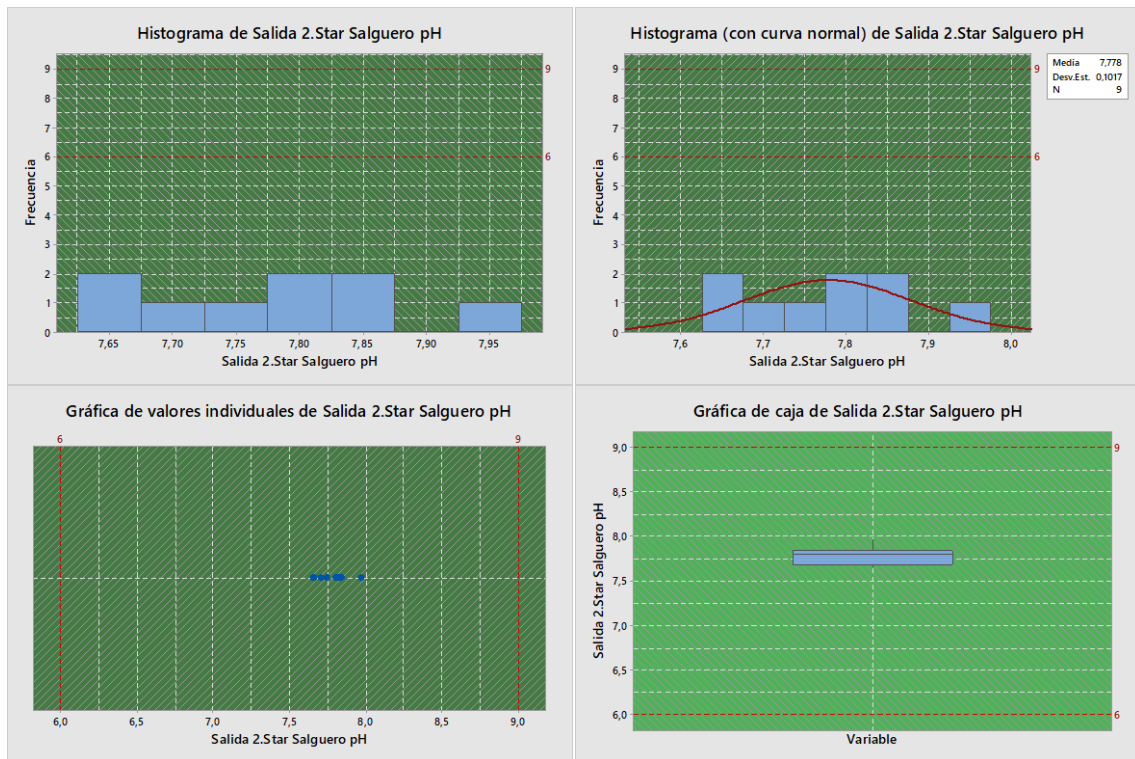 Histograma de Salida 2.Star Salguero pH
9
8
7
6
5
4
3
2
1
0
9
6
Frecuencia
7,65 7,70 7,75 7,80 7,85 7,90 7,95
Salida 2.Star Salguero pH
Histograma (con curva normal) de Salida 2.Star Salguero pH
Media 7,778
Desv.Est. 0,1017
N 9
9
8
7
6
5
4
3
2
1
0
9
6
Frecuencia
7,6 7,7 7,8 7,9 8,0
Salida 2.Star Salguero pH
Gráfica de valores individuales de Salida 2.Star Salguero pH
6 9
6,0 6,5 7,0 7,5 8,0 8,5 9,0
Salida 2.Star Salguero pH
Gráfica de caja de Salida 2.Star Salguero pH
9,0
8,5
8,0
7,5
7,0
6,5
6,0
9
6
Salida 2.Star Salguero pH
Variable